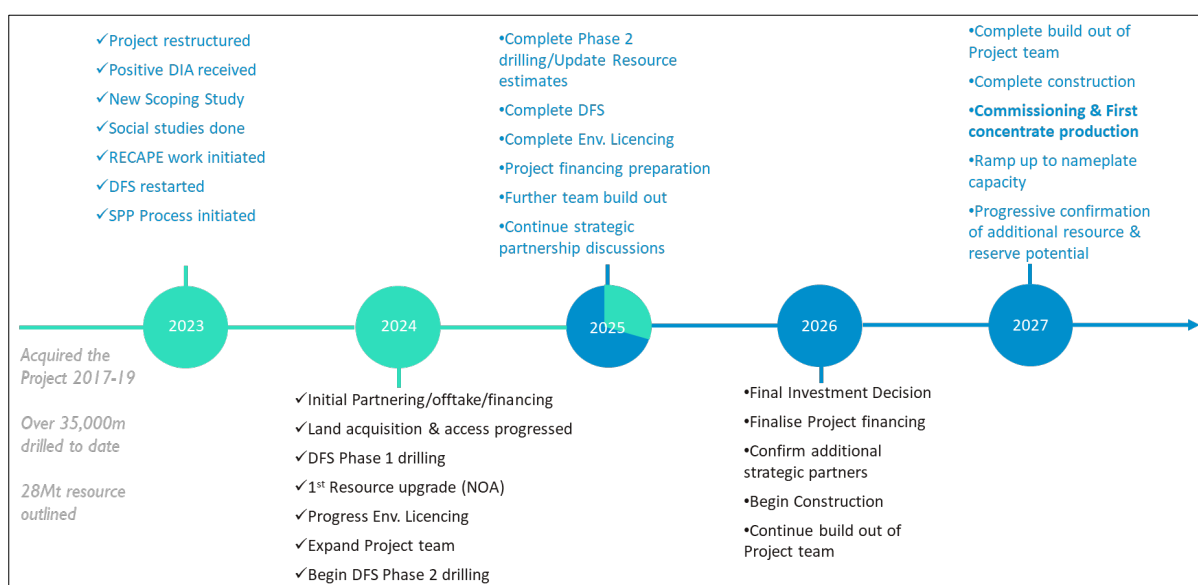 ✓Project restructured
✓Positive DIA received
✓New Scoping Study
✓Social studies done
✓RECAPE work initiated
✓DFS restarted
✓SPP Process initiated
•Complete Phase 2
drilling/Update Resource
estimates
•Complete DFS
•Complete Env. Licencing
•Project financing preparation
•Further team build out
•Continue strategic
partnership discussions
•Complete build out of
Project team
•Complete construction
•Commissioning & First
concentrate production
•Ramp up to nameplate
capacity
•Progressive confirmation
of additional resource &
reserve potential
2023
2024
2025
2026
2027
Acquired the
Project 2017-19
Over 35,000m
drilled to date
28Mt resource
outlined
✓Initial Partnering/offtake/financing
✓Land acquisition & access progressed
✓DFS Phase 1 drilling
✓1st Resource upgrade (NOA)
✓Progress Env. Licencing
✓Expand Project team
✓Begin DFS Phase 2 drilling
•Final Investment Decision
•Finalise Project financing
•Confirm additional
strategic partners
•Begin Construction
•Continue build out of
Project team